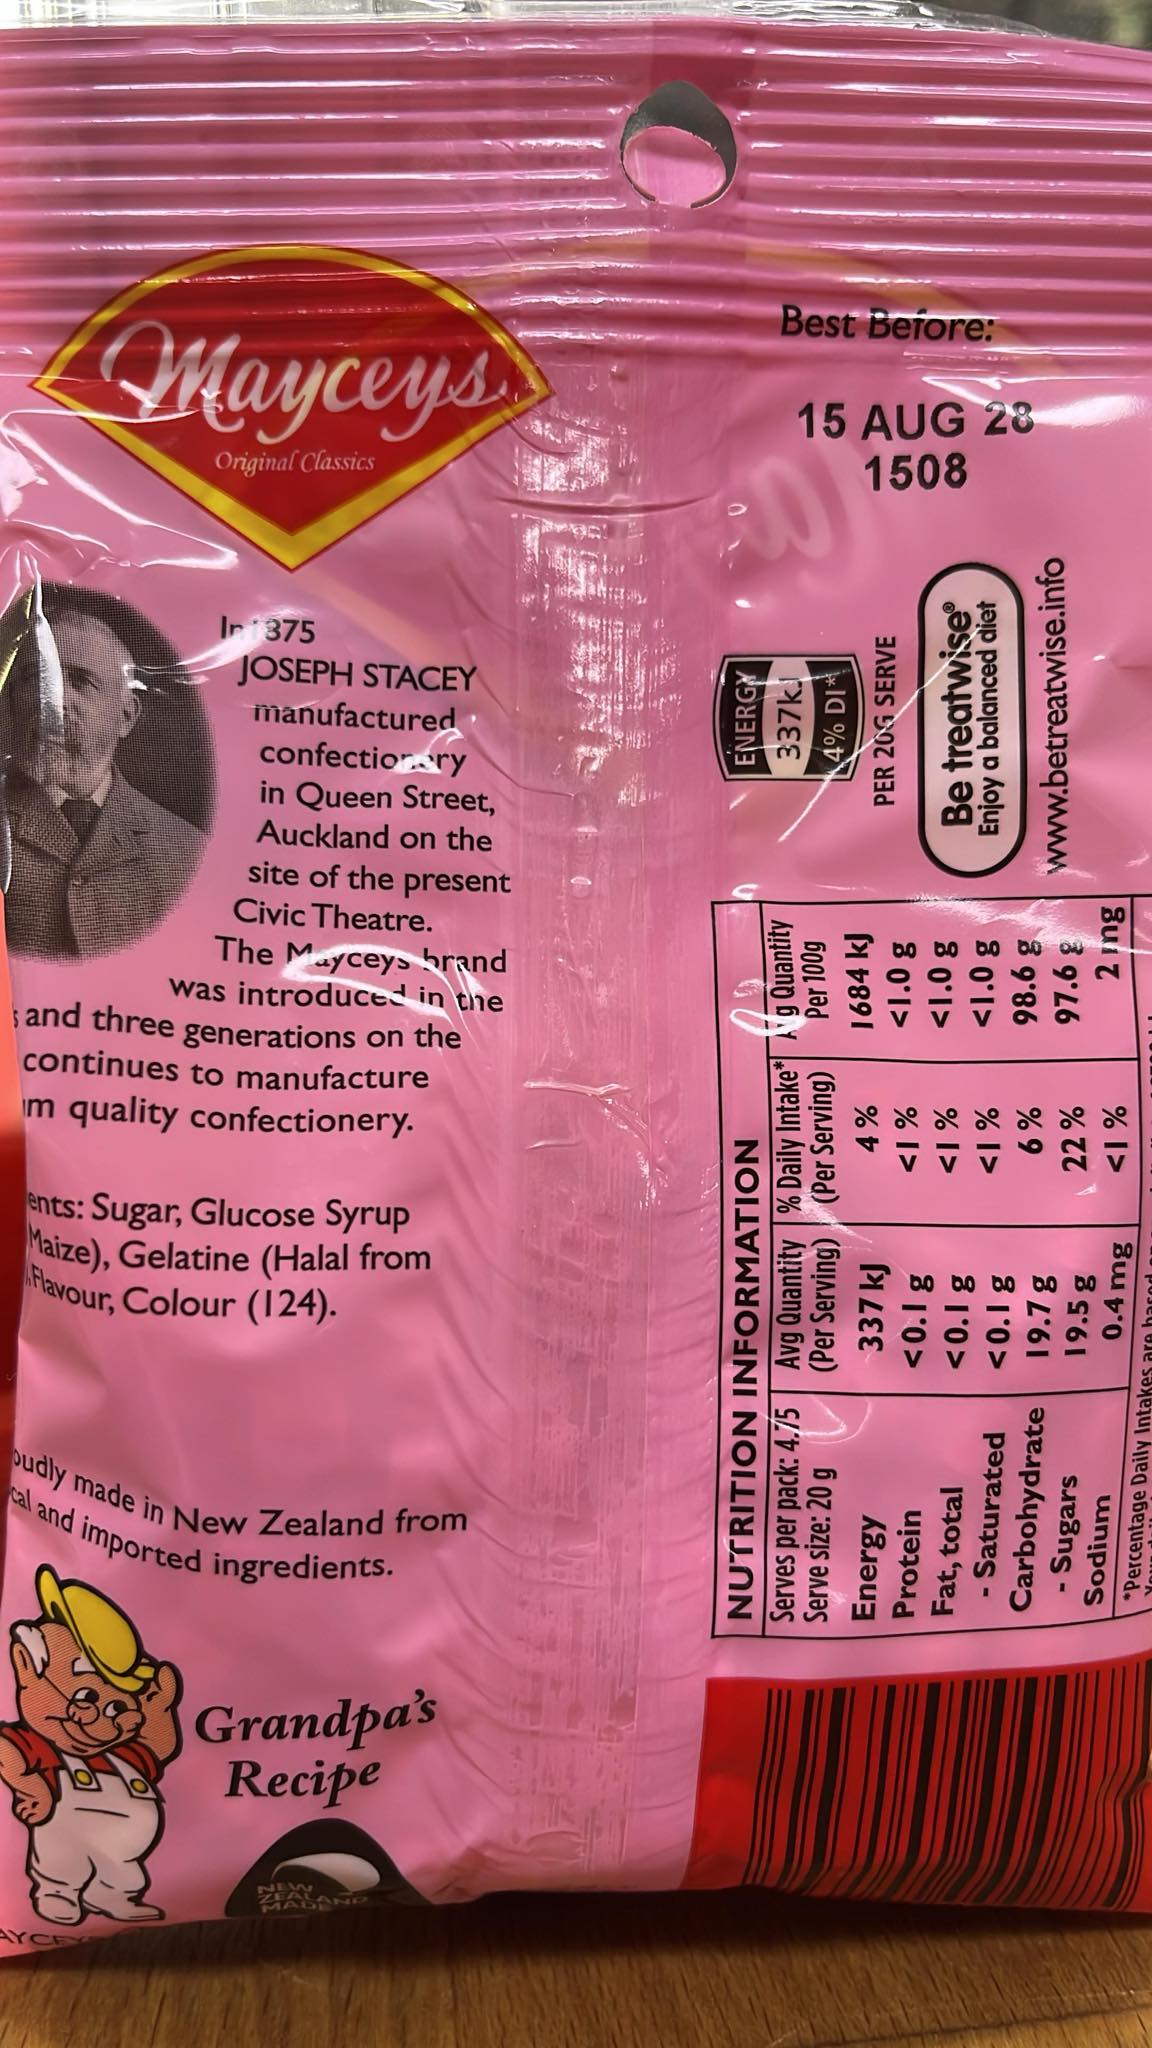 Mayceys
Original Classics
In 1875
JOSEPH STACEY
manufactured
confectionery
in Queen Street,
Auckland on the
site of the present
Civic Theatre.
The Mayceys brand
was introduced in the
and three generations on the
continues to manufacture
quality confectionery.
Sugar, Glucose Syrup
Maize), Gelatine (Halal from
Flavour, Colour (124).
made in New Zealand from
and imported ingredients.
Grandpa's
Recipe
NEW
ZEALAND
MADE
Best Before:
15 AUG 28
1508
ENERGY
337kJ
4% DI*
PER 20G SERVE
Be treatwise®
Enjoy a balanced diet
www.betreatwise.info
NUTRITION INFORMATION
Serves per pack: 4.75
Serve size: 20 g
Avg Quantity (Per Serving)
% Daily Intake* (Per Serving)
Avg Quantity Per 100g
Energy 337 kJ 4 % 1684 kJ
Protein <0.1 g <1 % <1.0 g
Fat, total <0.1 g <1 % <1.0 g
- Saturated <0.1 g <1 % <1.0 g
Carbohydrate 19.7 g 6 % 98.6 g
- Sugars 19.5 g 22 % 97.6 g
Sodium 0.4 mg <1 % 2 mg
*Percentage Daily Intakes are based